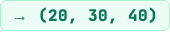 → (20, 30, 40)